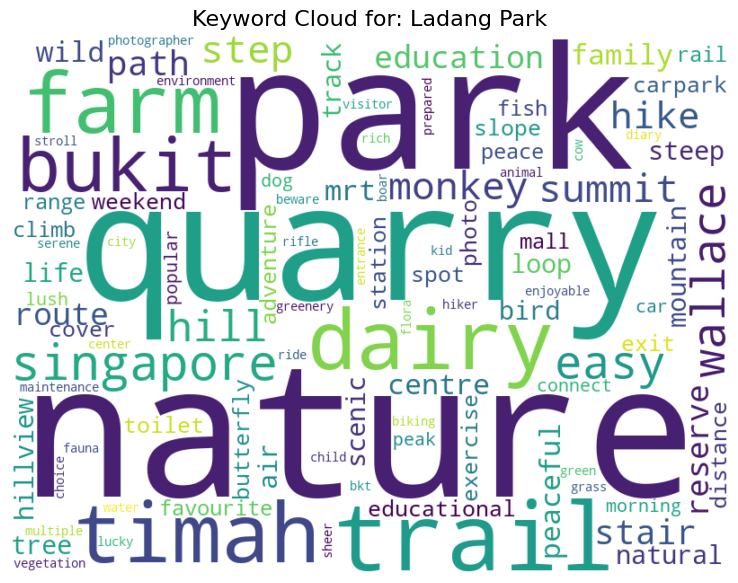 Keyword Cloud for: Ladang Park
photographer
wild
path
environment
step
track
education
family
rail
visitor
prepared
carpark
farm
park
fish
hike
slope
diary
stroll
rich
cow
peace
steep
bukit
animal
dog
mrt
boar
monkey
summit
range
weekend
beware
climb
popular
quarry
photo
serene
city
adventure
rifle
entrance
station
kid
mall
mountain
wallace
life
spot
loop
lush
greenery
hiker
enjoyable
car
route
cover
hill
flora
bird
center
dairy
exit
singapore
ride
easy
maintenance
centre
connect
nature
scenic
reserve
distance
hillview
toilet
butterfly
air
biking
peak
exercise
fauna
choice
child
peaceful
green
bkt
grass
water
favourite
educational
morning
multiple
timah
trail
stair
tree
lucky
sheer
natural
vegetation